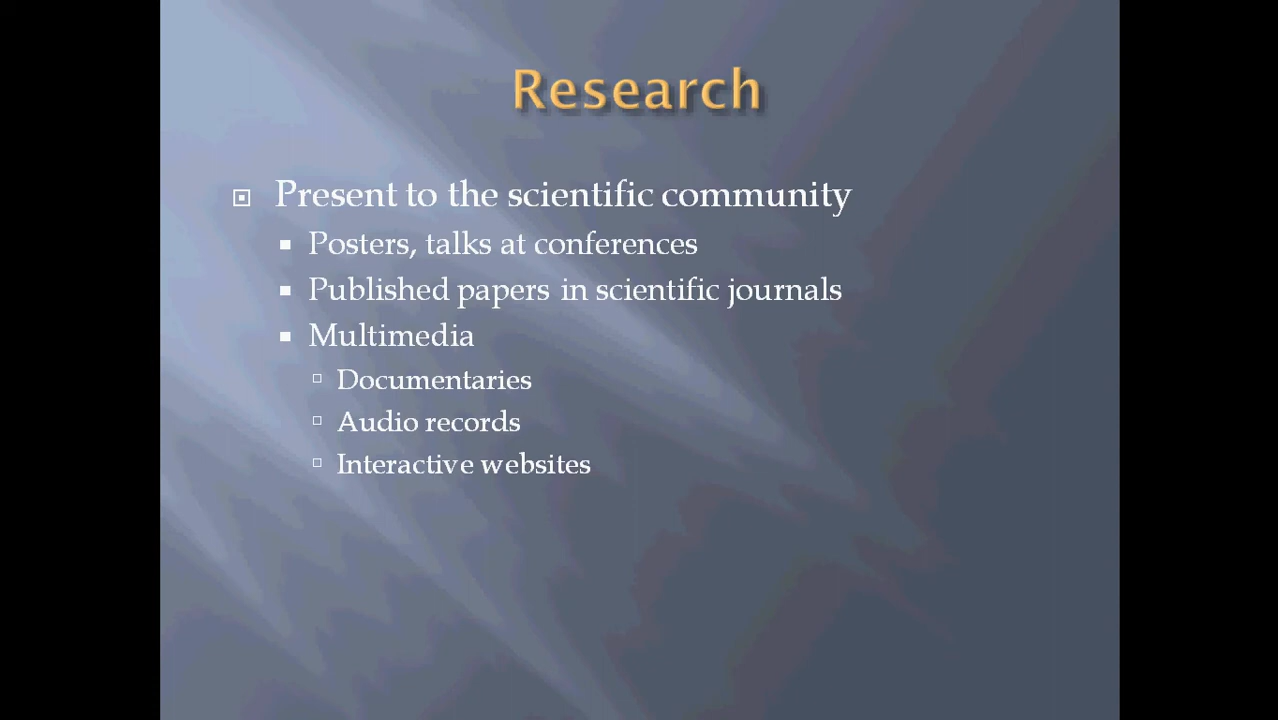 Research
Present to the scientific community
Posters, talks at conferences
Published papers in scientific journals
Multimedia
Documentaries
Audio records
Interactive websites